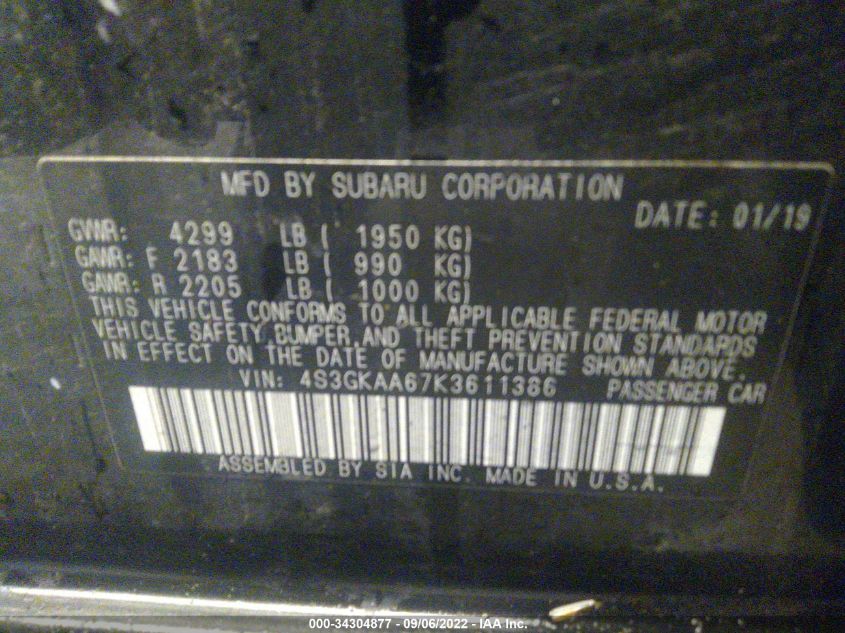 MFD BY SUBARU CORPORATION
DATE: 01/19
GVWR: 4299 LB ( 1950 KG)
GAWR: F 2183 LB ( 990 KG)
GAWR: R 2205 LB ( 1000 KG)
THIS VEHICLE CONFORMS TO ALL APPLICABLE FEDERAL MOTOR
VEHICLE SAFETY,BUMPER,AND THEFT PREVENTION STANDARDS
IN EFFECT ON THE DATE OF MANUFACTURE SHOWN ABOVE.
VIN: 4S3GKAA67K3611386 PASSENGER CAR
ASSEMBLED BY SIA INC. MADE IN U.S.A.
000-34304877 - 09/06/2022 - IAA Inc.